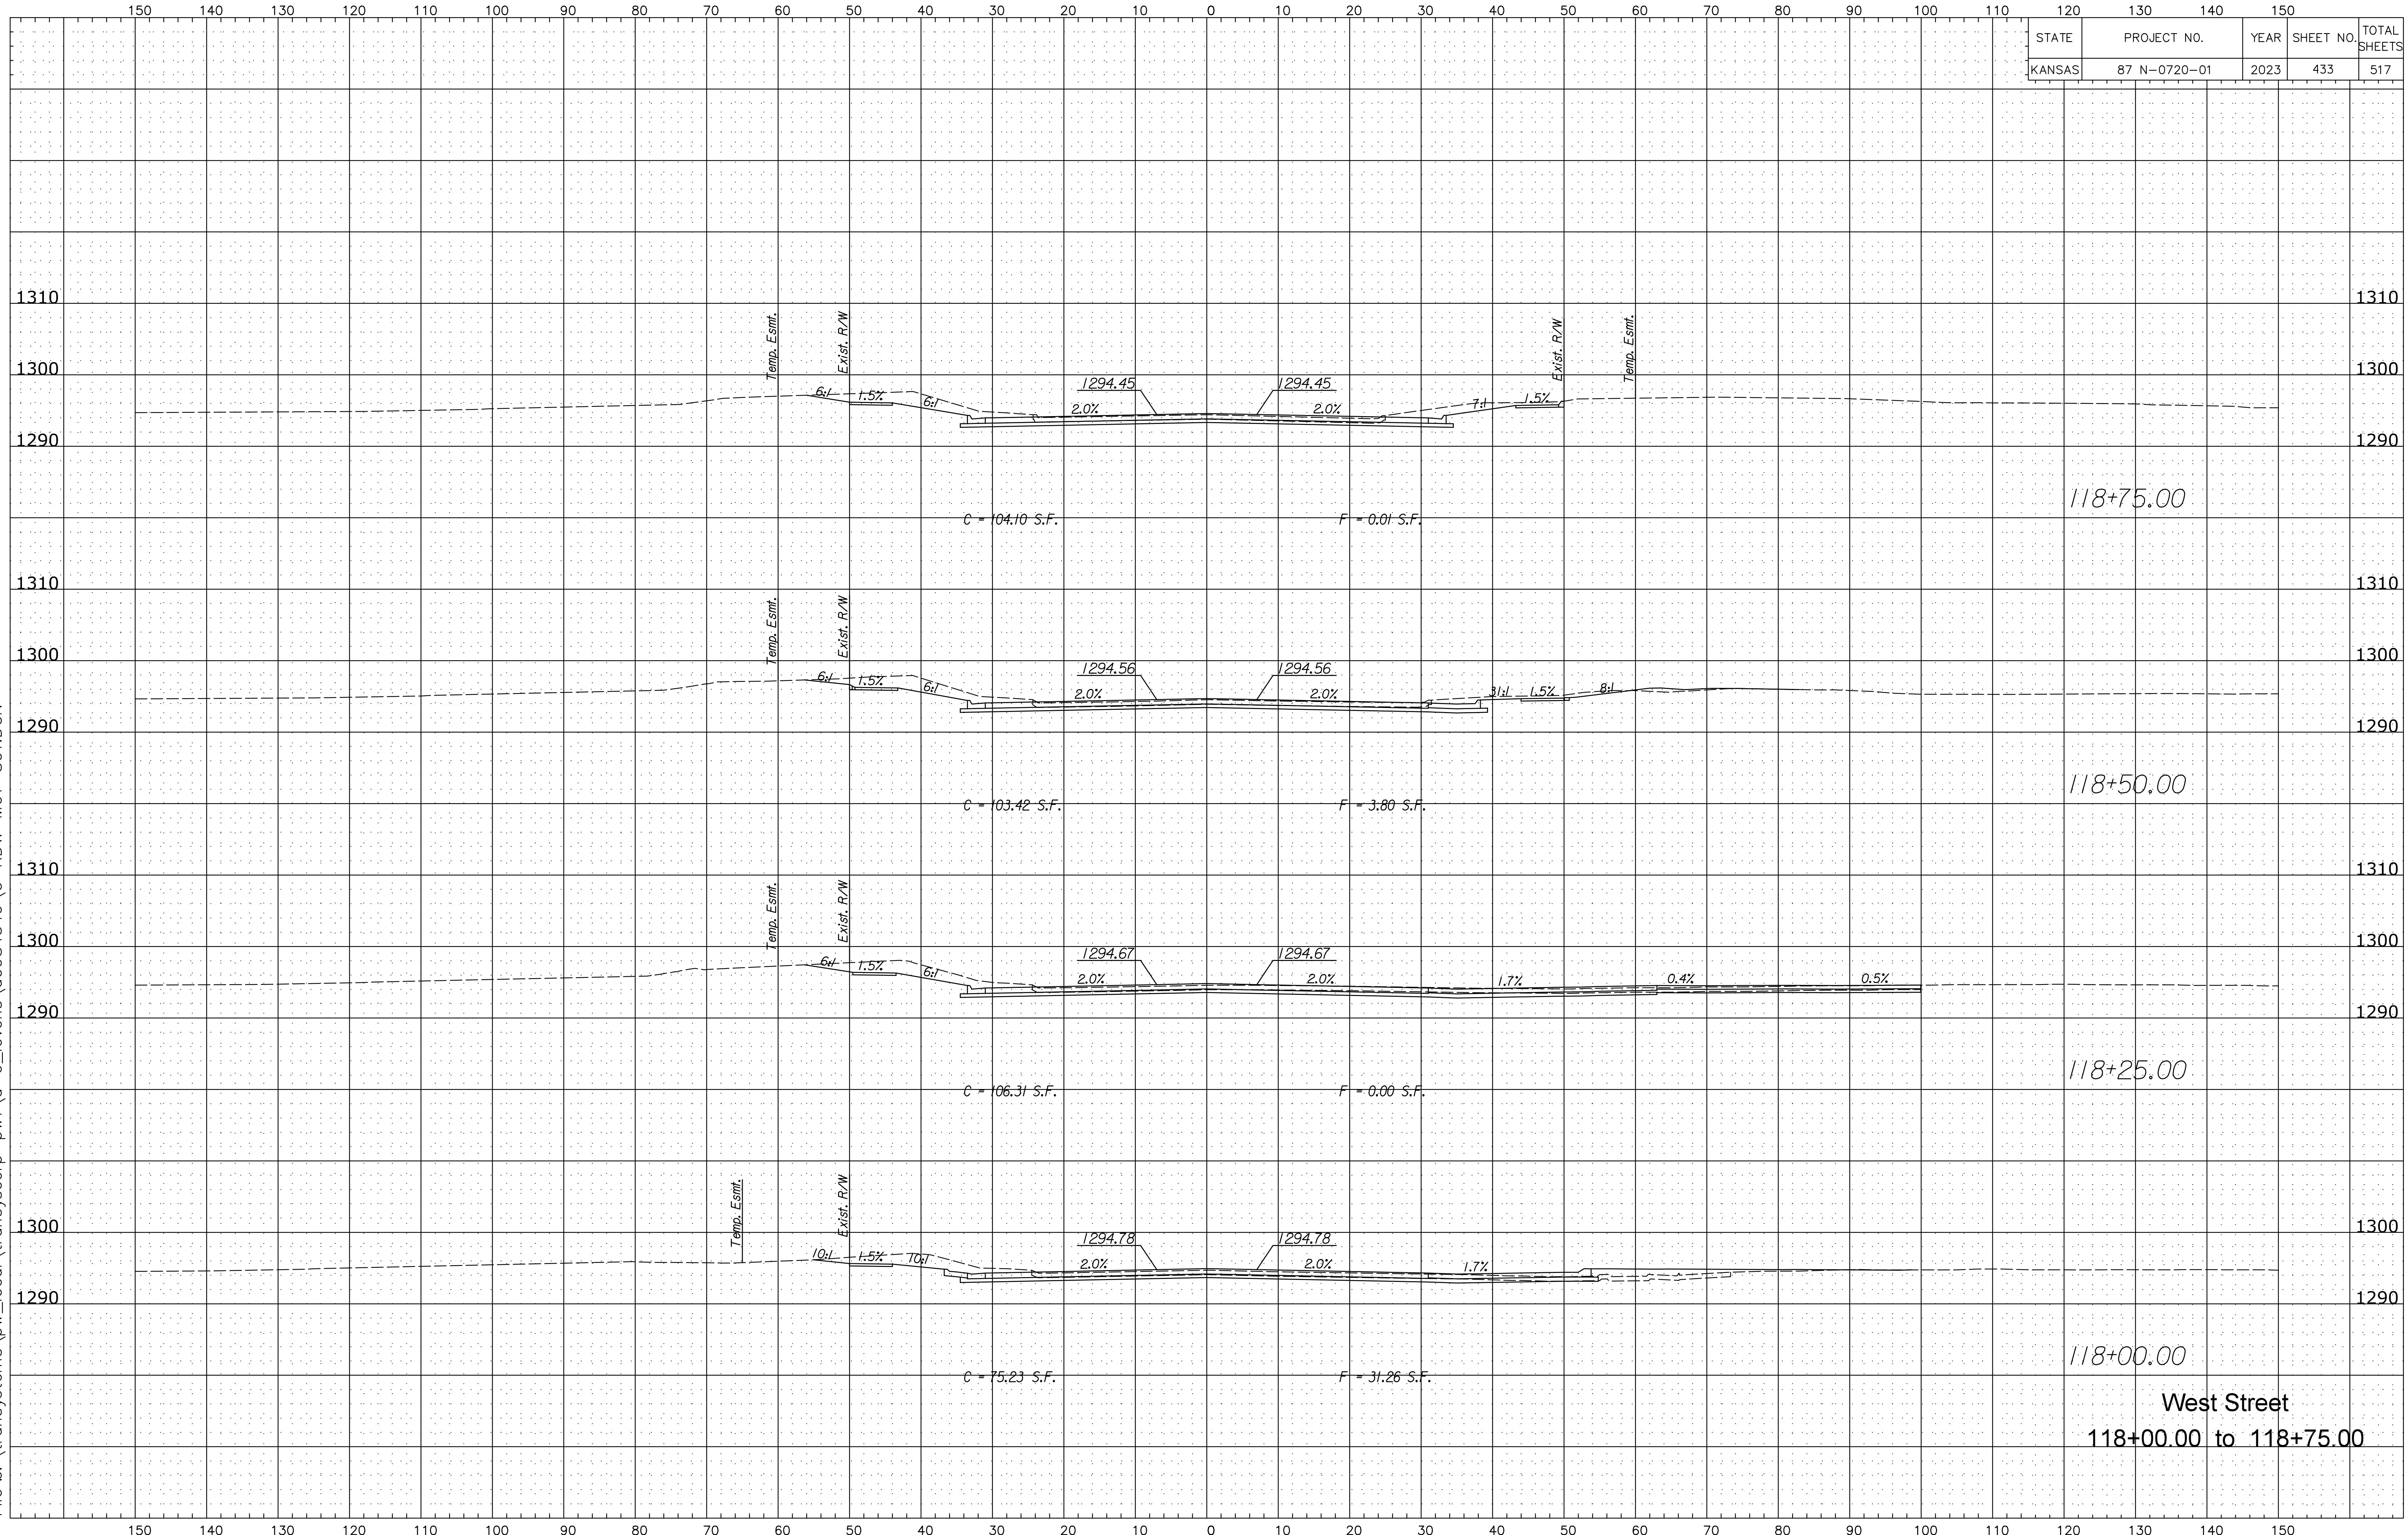 150 140 130 120 110 100 90 80 70 60 50 40 30 20 10 0 10 20 30 40 50 60 70 80 90 100 110 120 130 140 150
STATE PROJECT NO. YEAR SHEET NO. TOTAL SHEETS
KANSAS 87 N-0720-01 2023 433 517
1310 1310
Temp. Esmt. Exist. R/W Exist. R/W Temp. Esmt.
1300 1300
1294.45 1294.45
6:1 1.5% 6:1 2.0% 2.0% 7:1 1.5%
1290 1290
118+75.00
C = 104.10 S.F. F = 0.01 S.F.
1310 1310
Temp. Esmt. Exist. R/W
1300 1300
1294.56 1294.56
6:1 1.5% 6:1 2.0% 2.0% 31:1 1.5% 8:1
1290 1290
118+50.00
C = 103.42 S.F. F = 3.80 S.F.
1310 1310
Temp. Esmt. Exist. R/W
1300 1300
1294.67 1294.67
6:1 1.5% 6:1 2.0% 2.0% 1.7% 0.4% 0.5%
1290 1290
118+25.00
C = 106.31 S.F. F = 0.00 S.F.
Temp. Esmt. Exist. R/W
1300 1300
1294.78 1294.78
10:1 1.5% 10:1 2.0% 2.0% 1.7%
1290 1290
118+00.00
C = 75.23 S.F. F = 31.26 S.F.
West Street
118+00.00 to 118+75.00
150 140 130 120 110 100 90 80 70 60 50 40 30 20 10 0 10 20 30 40 50 60 70 80 90 100 110 120 130 140 150